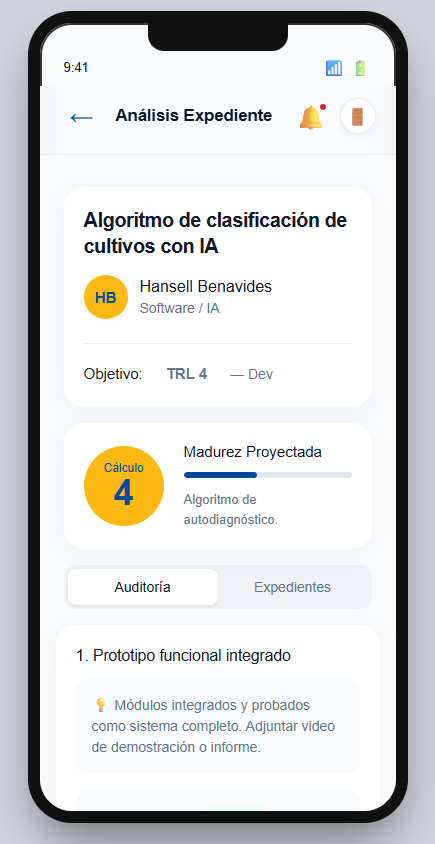 9:41
Análisis Expediente
Algoritmo de clasificación de
cultivos con IA
HB
Hansell Benavides
Software / IA
Objetivo: TRL 4 — Dev
Cálculo
4
Madurez Proyectada
Algoritmo de
autodiagnóstico.
Auditoría
Expedientes
1. Prototipo funcional integrado
Módulos integrados y probados
como sistema completo. Adjuntar video
de demostración o informe.